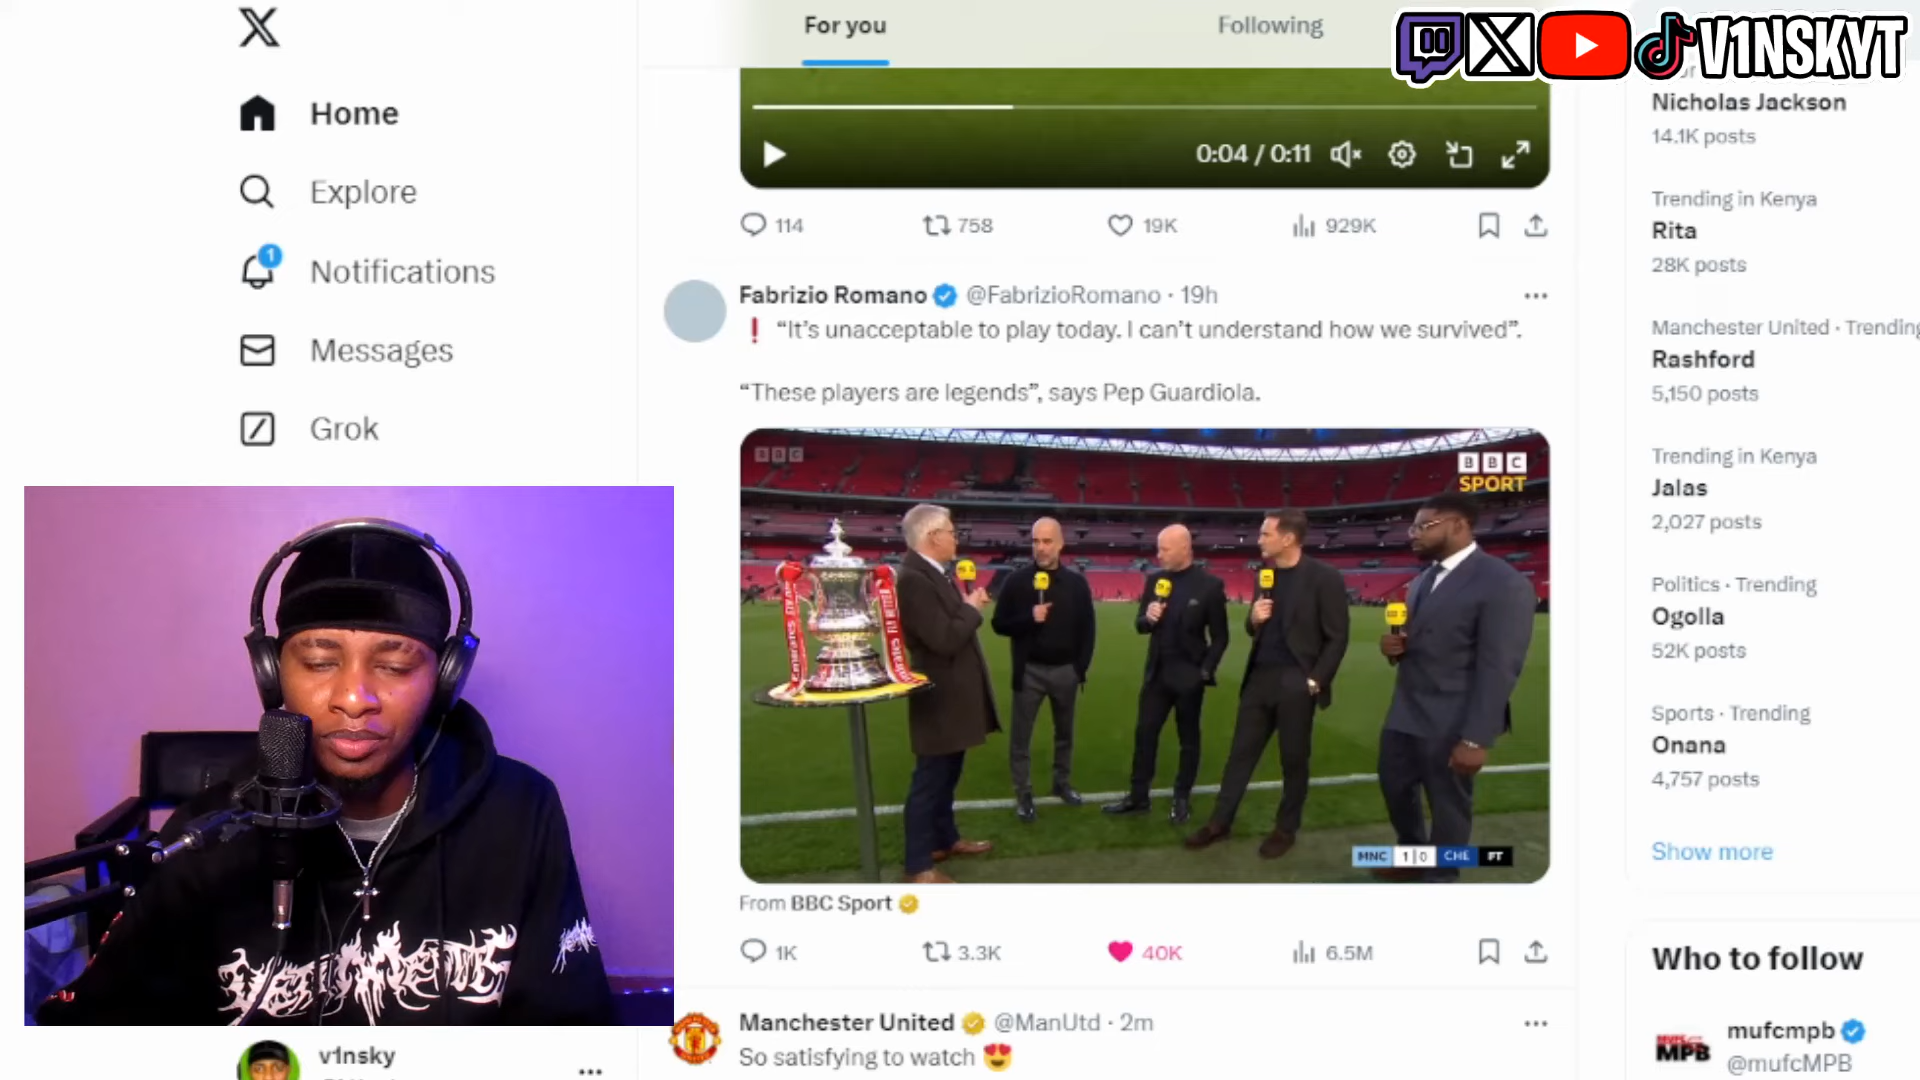 For you
Following
V1NSKYT
Home
Explore
1
Notifications
Messages
Grok
0:04 / 0:11
114
758
19K
929K
Fabrizio Romano @FabrizioRomano · 19h
❗ “It’s unacceptable to play today. I can’t understand how we survived”.
“These players are legends”, says Pep Guardiola.
BBC
BBC
SPORT
Emirates
MNC 1|0 CHE FT
From BBC Sport
1K
3.3K
40K
6.5M
Manchester United @ManUtd · 2m
So satisfying to watch 😍
Nicholas Jackson
14.1K posts
Trending in Kenya
Rita
28K posts
Manchester United · Trending
Rashford
5,150 posts
Trending in Kenya
Jalas
2,027 posts
Politics · Trending
Ogolla
52K posts
Sports · Trending
Onana
4,757 posts
Show more
Who to follow
MPB
mufcmpb
@mufcMPB
v1nsky